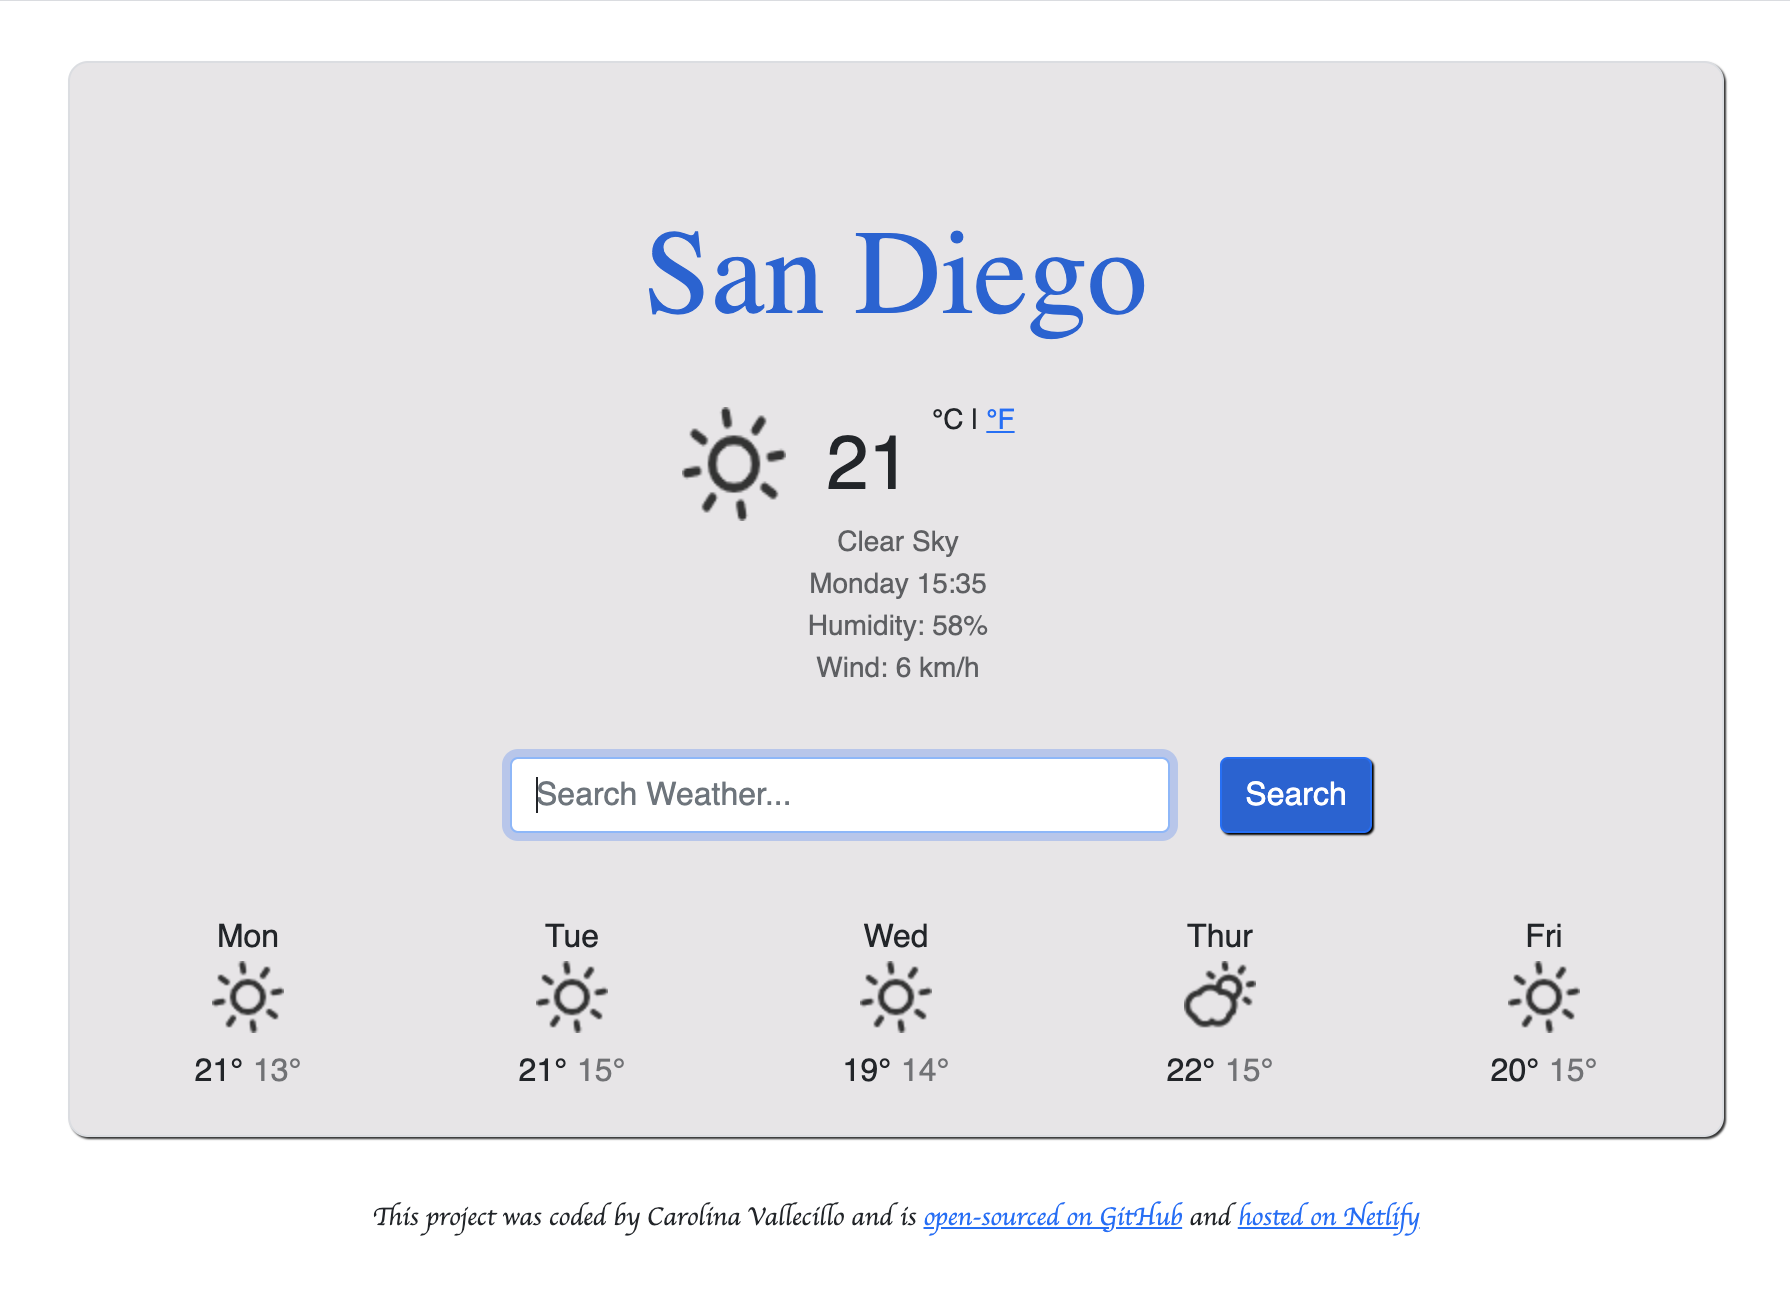 San Diego
21 °C | °F
Clear Sky
Monday 15:35
Humidity: 58%
Wind: 6 km/h
Search Weather... Search
Mon Tue Wed Thur Fri
21° 13° 21° 15° 19° 14° 22° 15° 20° 15°
This project was coded by Carolina Vallecillo and is open-sourced on GitHub and hosted on Netlify